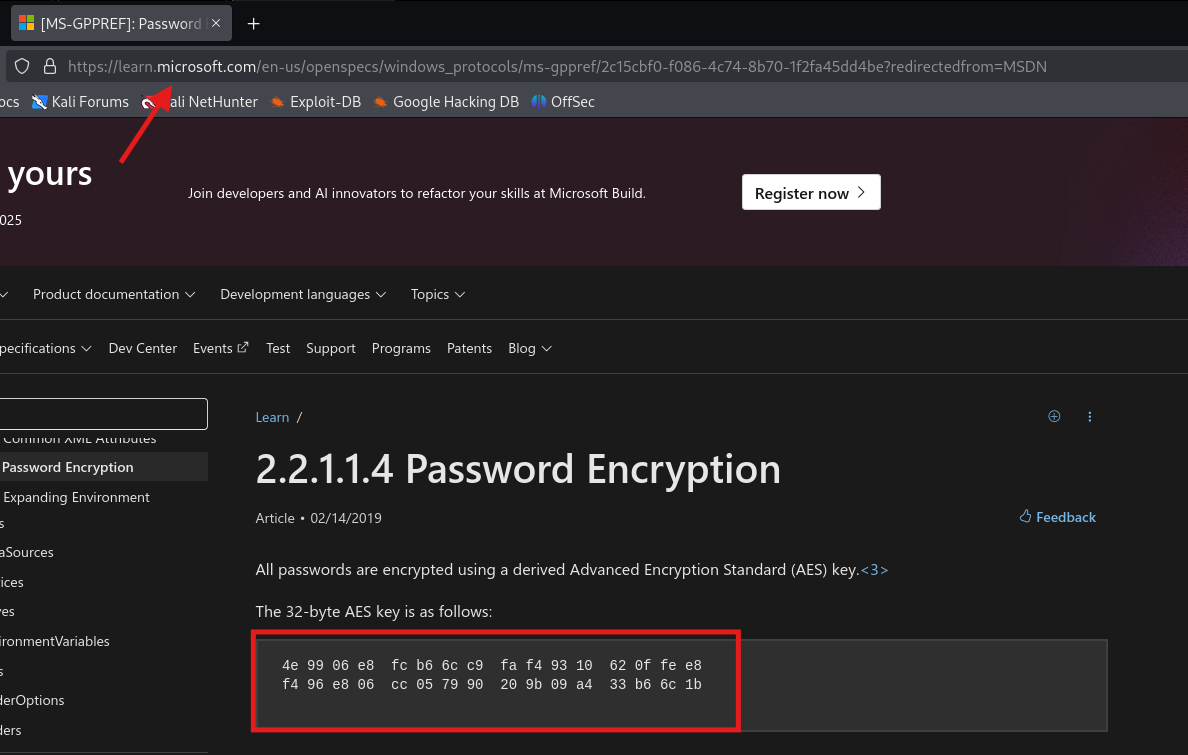 [MS-GPPREF]: Password
https://learn.microsoft.com/en-us/openspecs/windows_protocols/ms-gppref/2c15cbf0-f086-4c74-8b70-1f2fa45dd4be?redirectedfrom=MSDN
ocs Kali Forums ali NetHunter Exploit-DB Google Hacking DB OffSec
yours
Join developers and AI innovators to refactor your skills at Microsoft Build.
Register now
025
Product documentation Development languages Topics
pecifications Dev Center Events Test Support Programs Patents Blog
Learn /
Common XML Attributes
Password Encryption
Expanding Environment
s
aSources
ices
ves
ironmentVariables
s
derOptions
ders
2.2.1.1.4 Password Encryption
Article • 02/14/2019
Feedback
All passwords are encrypted using a derived Advanced Encryption Standard (AES) key.<3>
The 32-byte AES key is as follows:
4e 99 06 e8 fc b6 6c c9 fa f4 93 10 62 0f fe e8
f4 96 e8 06 cc 05 79 90 20 9b 09 a4 33 b6 6c 1b